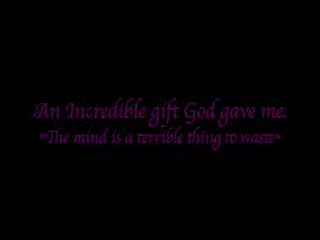 An Incredible gift God gave me.
"The mind is a terrible thing to waste"